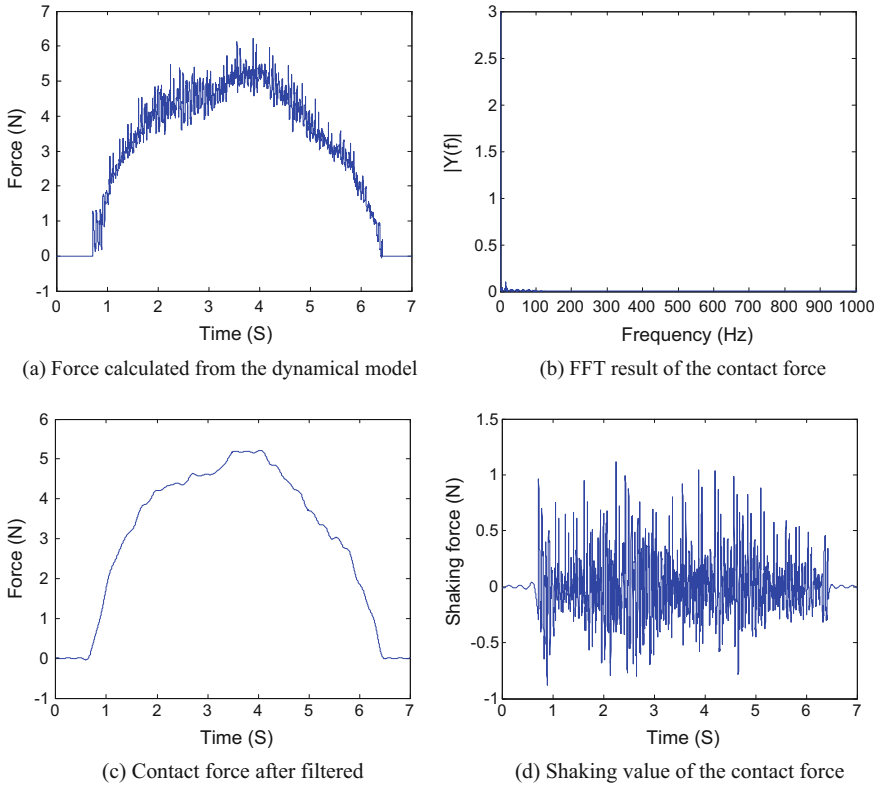 7
6
5
4
3
2
1
0
-1
Force (N)
0 1 2 3 4 5 6 7
Time (S)
(a) Force calculated from the dynamical model
3
2.5
2
1.5
1
0.5
0
|Y(f)|
0 100 200 300 400 500 600 700 800 900 1000
Frequency (Hz)
(b) FFT result of the contact force
6
5
4
3
2
1
0
-1
Force (N)
0 1 2 3 4 5 6 7
Time (S)
(c) Contact force after filtered
1.5
1
0.5
0
-0.5
-1
Shaking force (N)
0 1 2 3 4 5 6 7
Time (S)
(d) Shaking value of the contact force